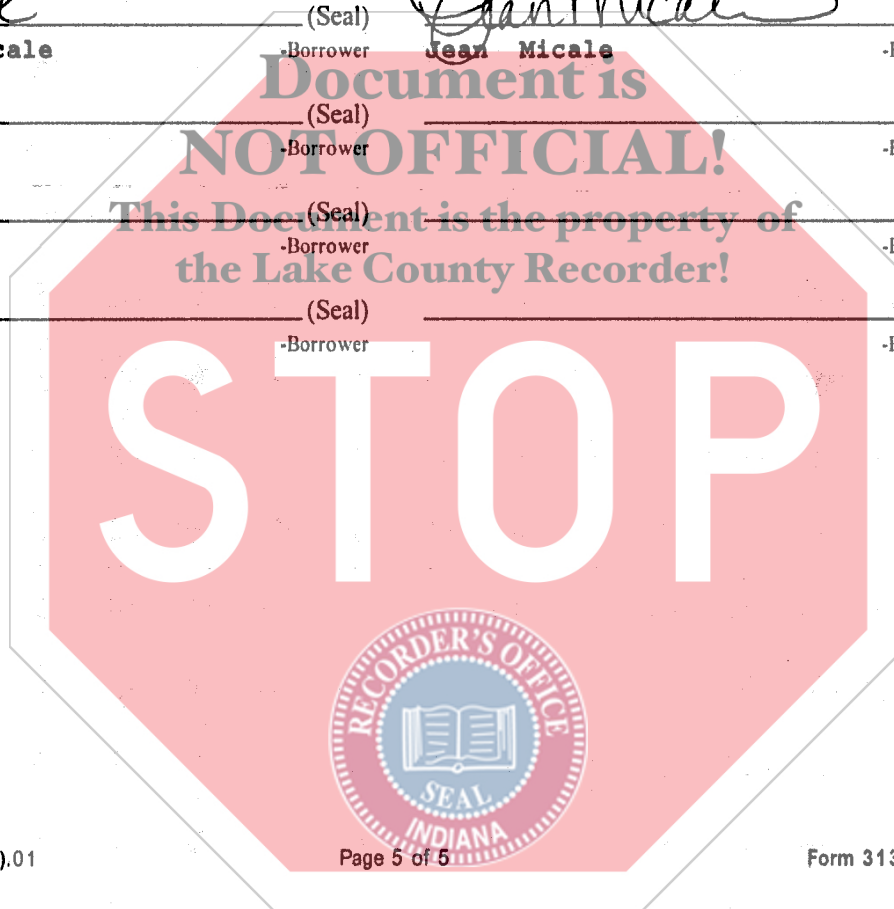 (Seal)
cale -Borrower Jean Micale
Document is
(Seal)
-Borrower
NOT OFFICIAL!
This Document is the property of
(Seal)
-Borrower
the Lake County Recorder!
(Seal)
-Borrower
STOP
RECORDER'S OFFICE
SEAL
INDIANA
).01 Page 5 of 5 Form 313